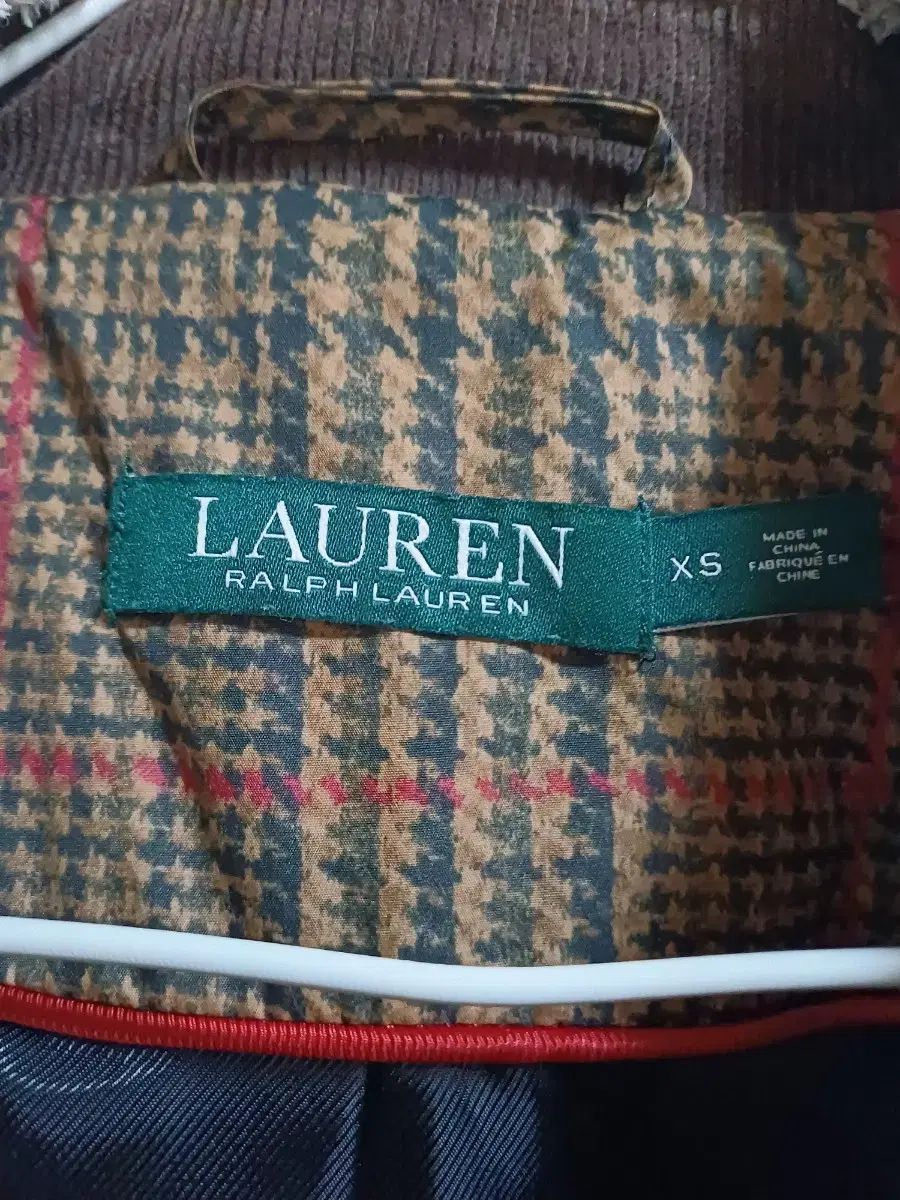 LAUREN
RALPH LAUREN
XS
MADE IN
CHINA
FABRIQUÉ EN
CHINE